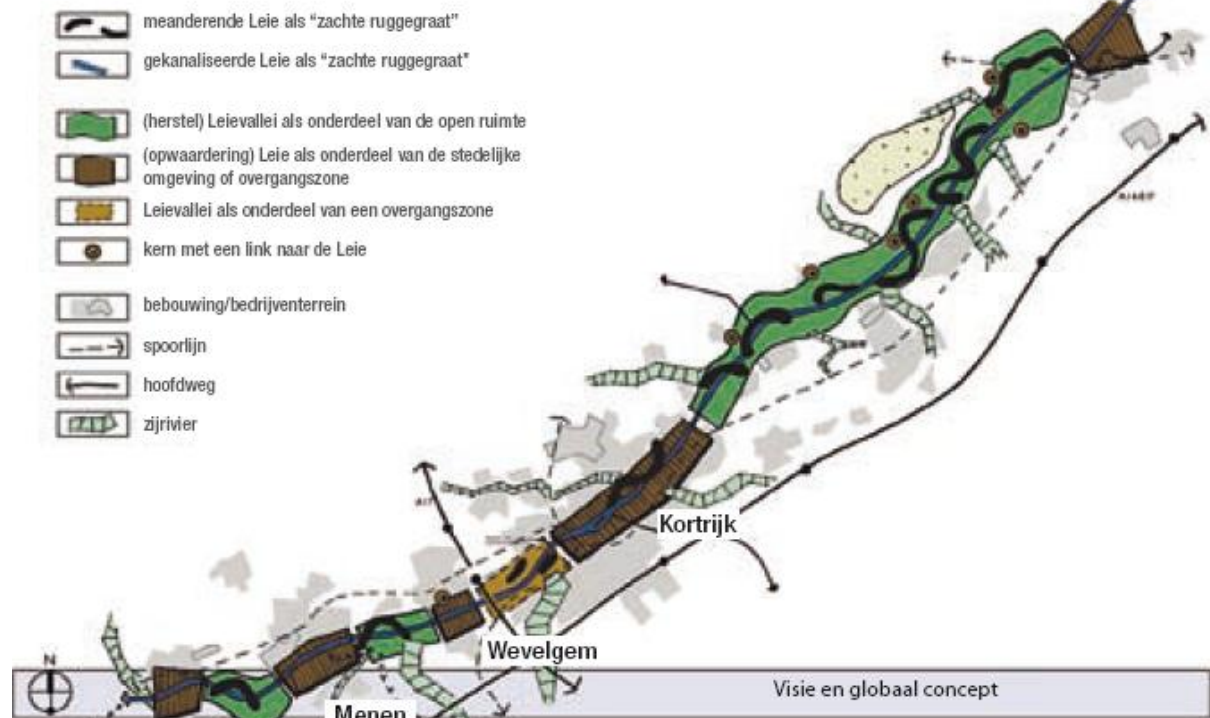 meanderende Leie als “zachte ruggegraat”
gekanaliseerde Leie als “zachte ruggegraat”
(herstel) Leievallei als onderdeel van de open ruimte
(opwaardering) Leie als onderdeel van de stedelijke
omgeving of overgangszone
Leievallei als onderdeel van een overgangszone
kern met een link naar de Leie
bebouwing/bedrijventerrein
spoorlijn
hoofdweg
zijrivier
Kortrijk
Wevelgem
Menen
N
Visie en globaal concept